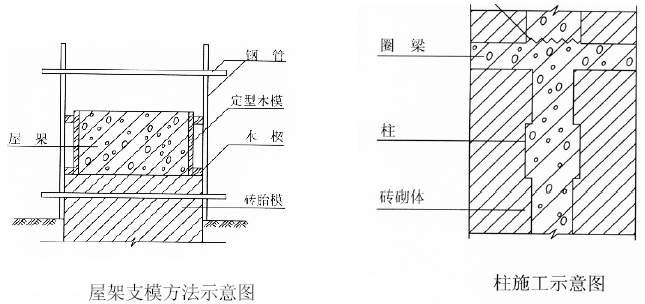 钢管
定型木模
屋架
木楔
砖胎模
屋架支模方法示意图
圈梁
柱
砖砌体
柱施工示意图